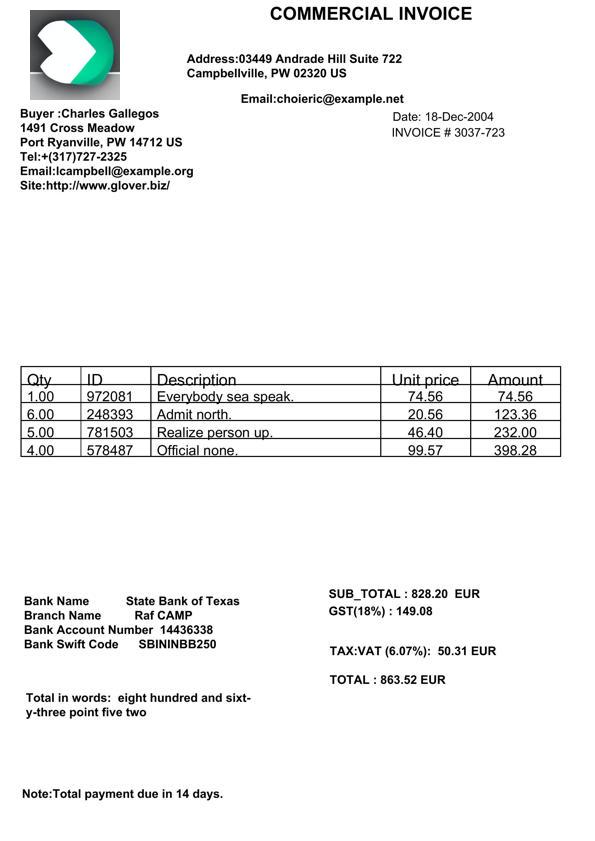 COMMERCIAL INVOICE
Address:03449 Andrade Hill Suite 722
Campbellville, PW 02320 US
Email:choieric@example.net
Buyer :Charles Gallegos
1491 Cross Meadow
Port Ryanville, PW 14712 US
Tel:+(317)727-2325
Email:lcampbell@example.org
Site:http://www.glover.biz/
Date: 18-Dec-2004
INVOICE # 3037-723
Qty ID Description Unit price Amount
1.00 972081 Everybody sea speak. 74.56 74.56
6.00 248393 Admit north. 20.56 123.36
5.00 781503 Realize person up. 46.40 232.00
4.00 578487 Official none. 99.57 398.28
Bank Name State Bank of Texas
Branch Name Raf CAMP
Bank Account Number 14436338
Bank Swift Code SBININBB250
SUB_TOTAL : 828.20 EUR
GST(18%) : 149.08
TAX:VAT (6.07%): 50.31 EUR
TOTAL : 863.52 EUR
Total in words: eight hundred and sixt-
y-three point five two
Note:Total payment due in 14 days.